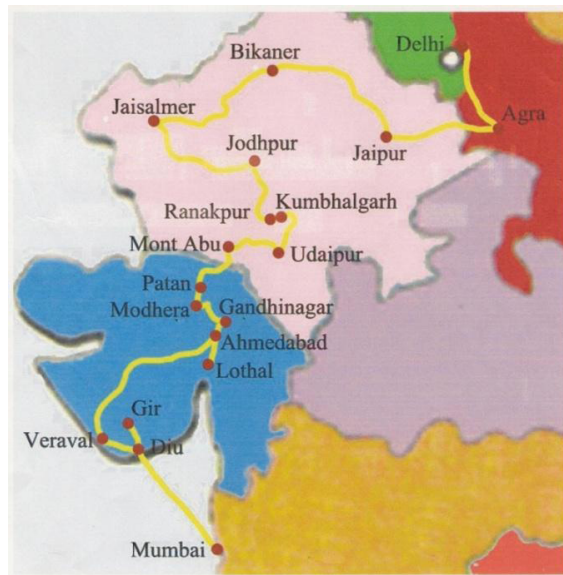 Delhi
Bikaner
Jaisalmer
Agra
Jodhpur
Jaipur
Ranakpur
Kumbhalgarh
Mont Abu
Udaipur
Patan
Modhera
Gandhinagar
Ahmedabad
Lothal
Gir
Veraval
Diu
Mumbai